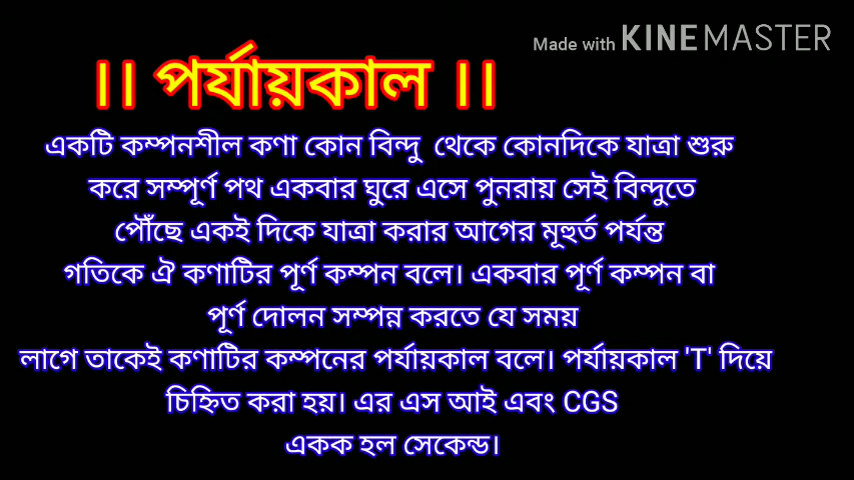 Made with KINEMASTER
।। পর্যায়কাল ।।
একটি কম্পনশীল কণা কোন বিন্দু থেকে কোনদিকে যাত্রা শুরু
করে সম্পূর্ণ পথ একবার ঘুরে এসে পুনরায় সেই বিন্দুতে
পৌঁছে একই দিকে যাত্রা করার আগের মূহুর্ত পর্যন্ত
গতিকে ঐ কণাটির পূর্ণ কম্পন বলে। একবার পূর্ণ কম্পন বা
পূর্ণ দোলন সম্পন্ন করতে যে সময়
লাগে তাকেই কণাটির কম্পনের পর্যায়কাল বলে। পর্যায়কাল 'T' দিয়ে
চিহ্নিত করা হয়। এর এস আই এবং CGS
একক হল সেকেন্ড।